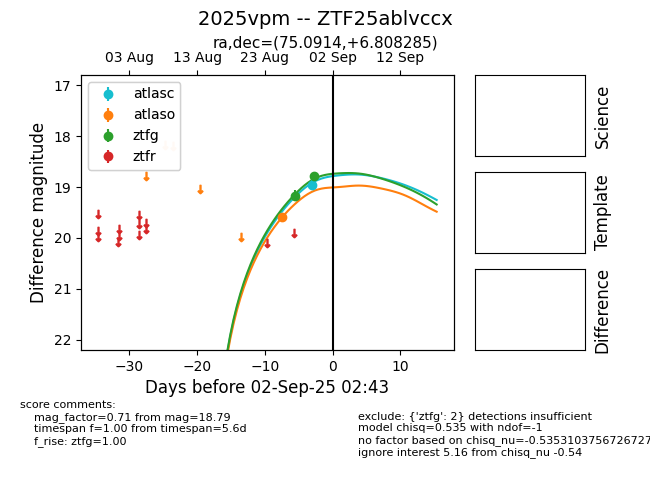 2025vpm -- ZTF25ablvccx
ra,dec=(75.0914,+6.808285)
03 Aug 13 Aug 23 Aug 02 Sep 12 Sep
17
18
19
20
21
22
Difference magnitude
atlasc
atlaso
ztfg
ztfr
−30 −20 −10 0 10
Days before 02-Sep-25 02:43
Science
Template
Difference
score comments:
mag_factor=0.71 from mag=18.79
timespan f=1.00 from timespan=5.6d
f_rise: ztfg=1.00
exclude: {'ztfg': 2} detections insufficient
model chisq=0.535 with ndof=-1
no factor based on chisq_nu=-0.5353103756726727
ignore interest 5.16 from chisq_nu -0.54